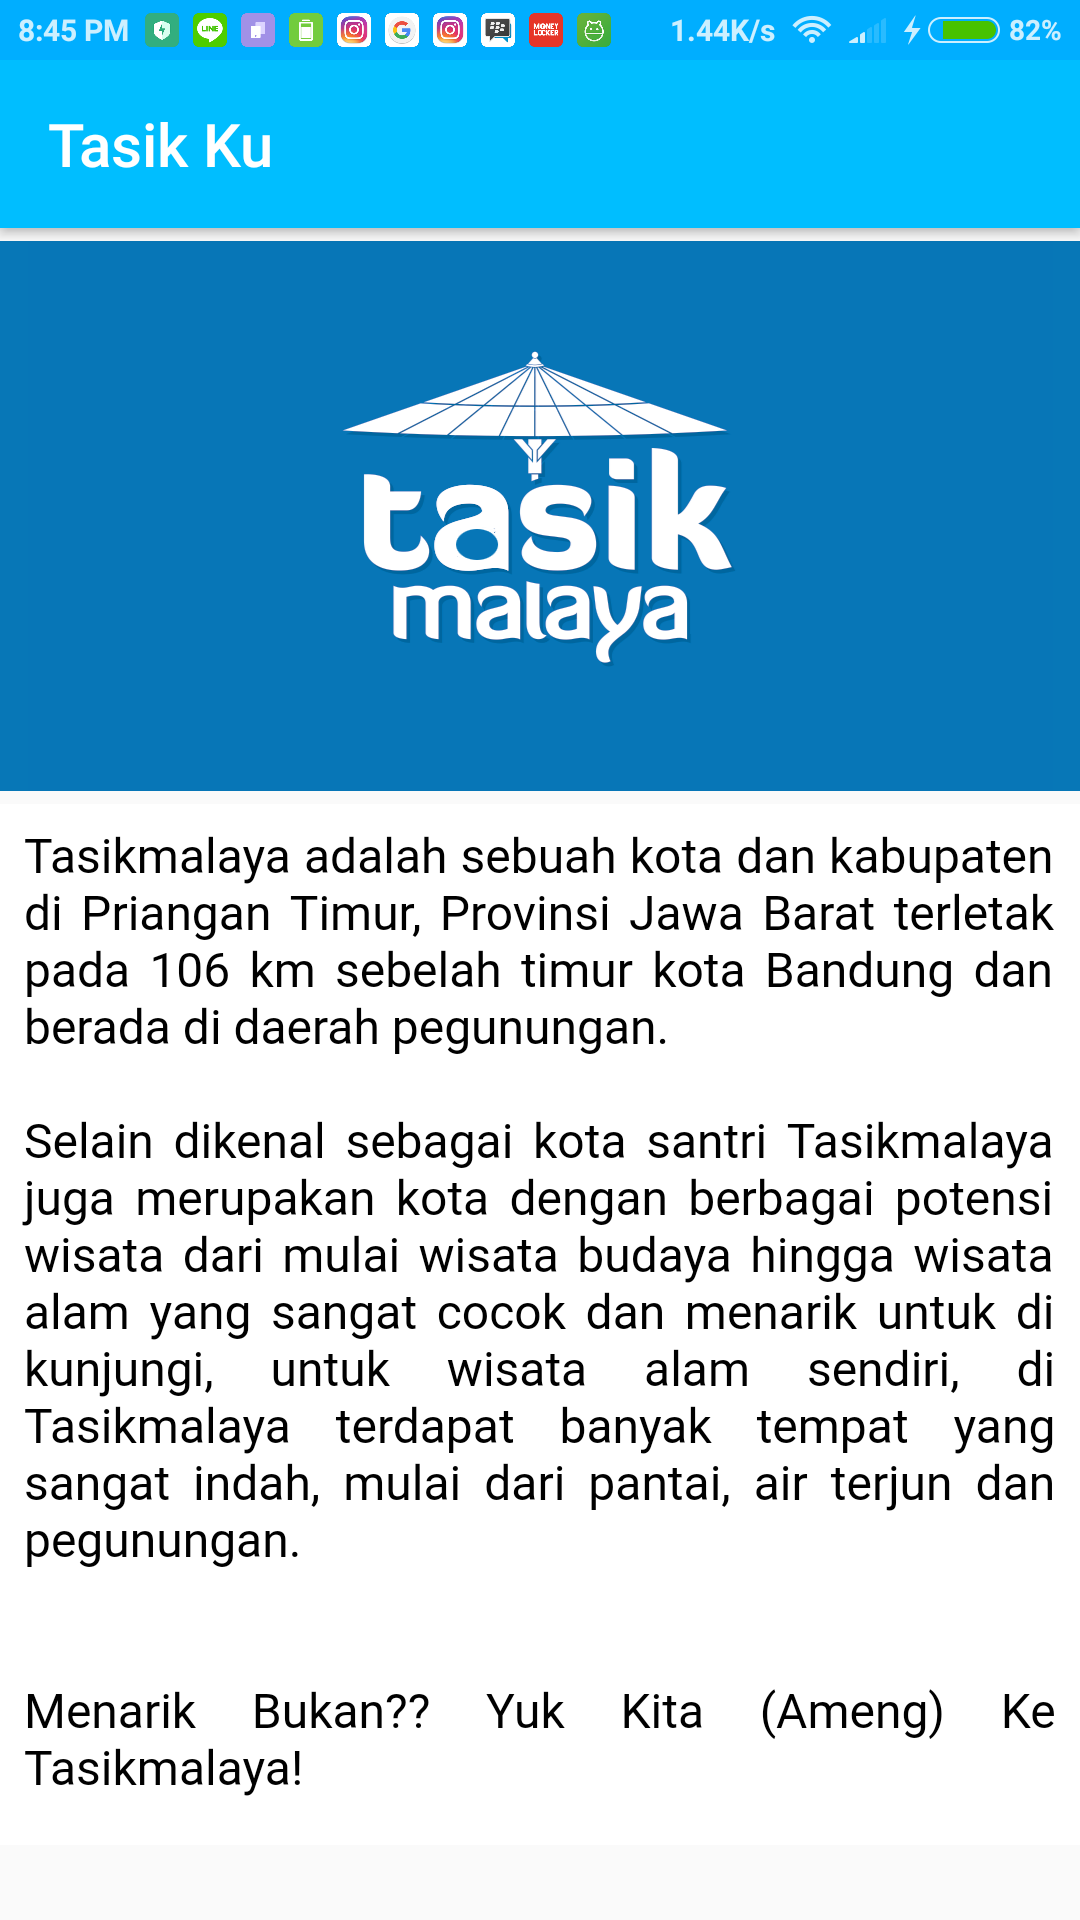 8:45 PM LINE MONEY LOCKER 1.44K/s 82%
Tasik Ku
tasik
malaya
Tasikmalaya adalah sebuah kota dan kabupaten
di Priangan Timur, Provinsi Jawa Barat terletak
pada 106 km sebelah timur kota Bandung dan
berada di daerah pegunungan.
Selain dikenal sebagai kota santri Tasikmalaya
juga merupakan kota dengan berbagai potensi
wisata dari mulai wisata budaya hingga wisata
alam yang sangat cocok dan menarik untuk di
kunjungi, untuk wisata alam sendiri, di
Tasikmalaya terdapat banyak tempat yang
sangat indah, mulai dari pantai, air terjun dan
pegunungan.
Menarik Bukan?? Yuk Kita (Ameng) Ke
Tasikmalaya!